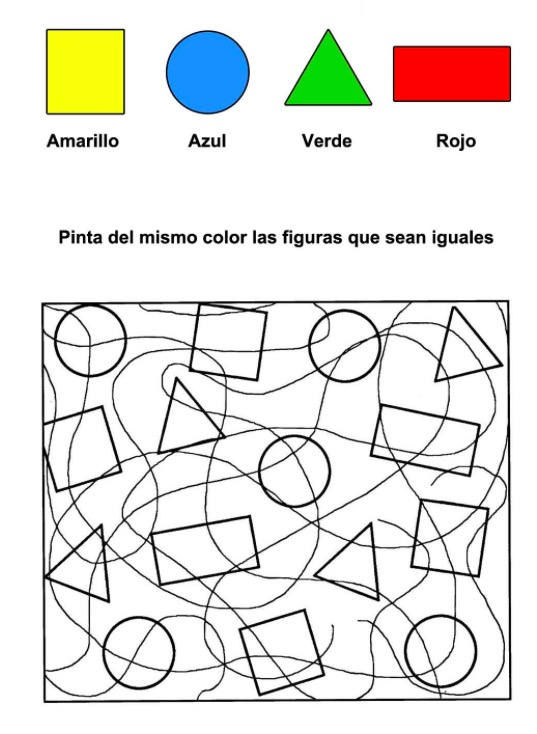 Amarillo Azul Verde Rojo
Pinta del mismo color las figuras que sean iguales